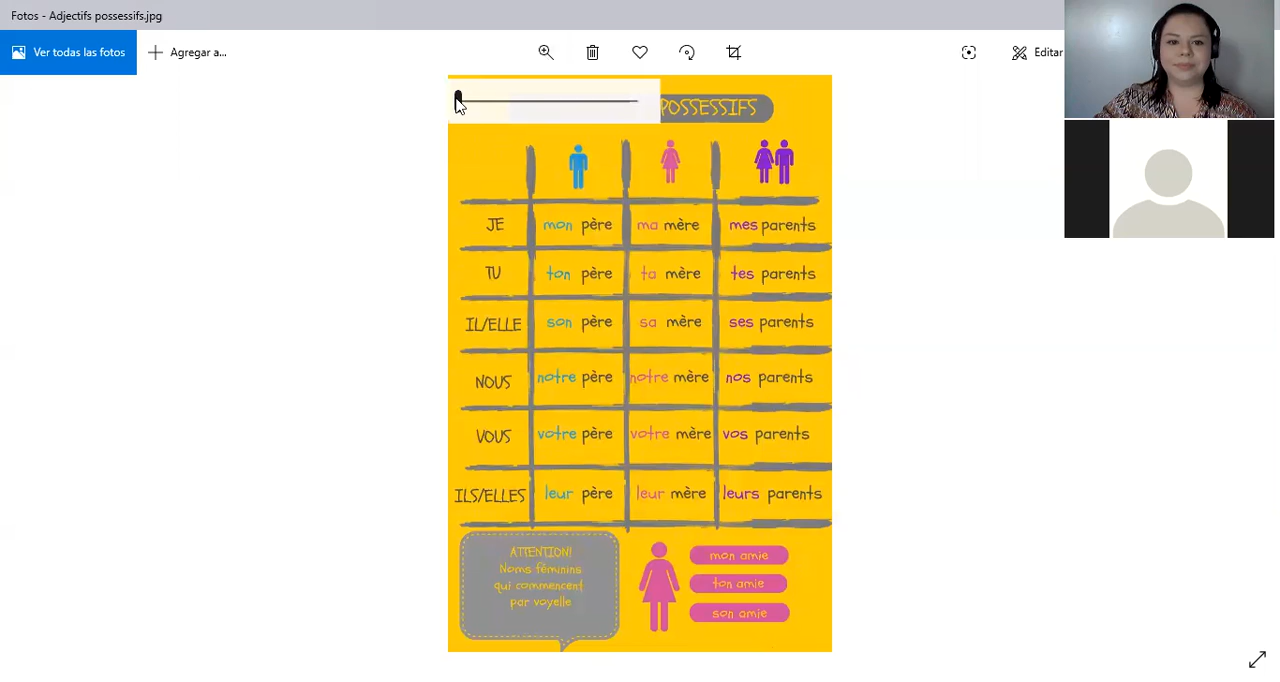 Fotos - Adjectifs possessifs.jpg
Ver todas las fotos
Agregar a...
Editar
POSSESSIFS
JE mon père ma mère mes parents
TU ton père ta mère tes parents
IL/ELLE son père sa mère ses parents
NOUS notre père notre mère nos parents
VOUS votre père votre mère vos parents
ILS/ELLES leur père leur mère leurs parents
ATTENTION!
Noms féminins
qui commencent
par voyelle
mon amie
ton amie
son amie